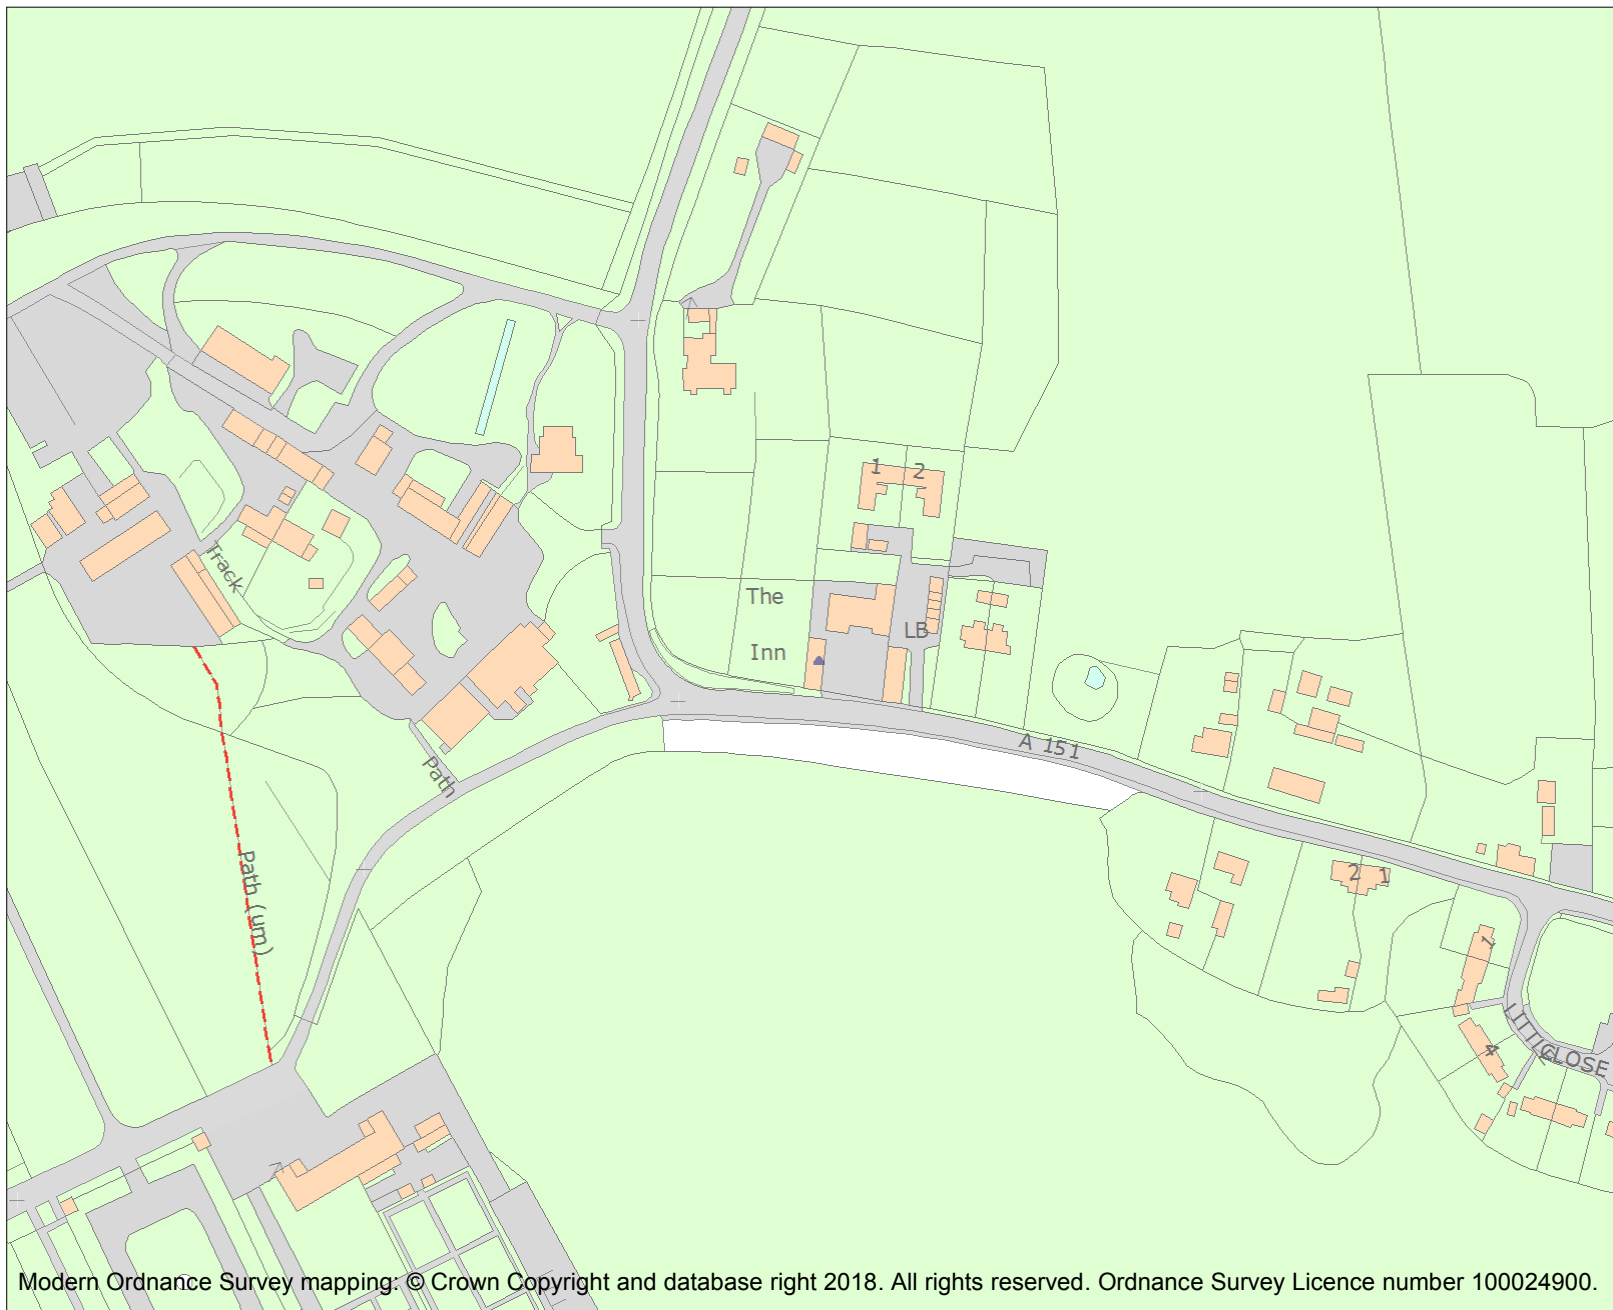 1
2
Track
The
LB
Inn
A 151
Path
Path (um)
2
1
1
4
CLOSE
Modern Ordnance Survey mapping: © Crown Copyright and database right 2018. All rights reserved. Ordnance Survey Licence number 100024900.